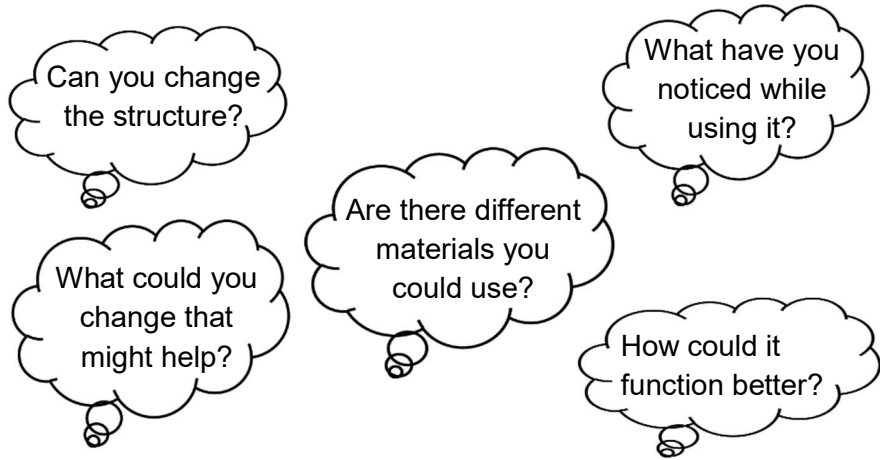 Can you change
the structure?
What have you
noticed while
using it?
Are there different
materials you
could use?
What could you
change that
might help?
How could it
function better?